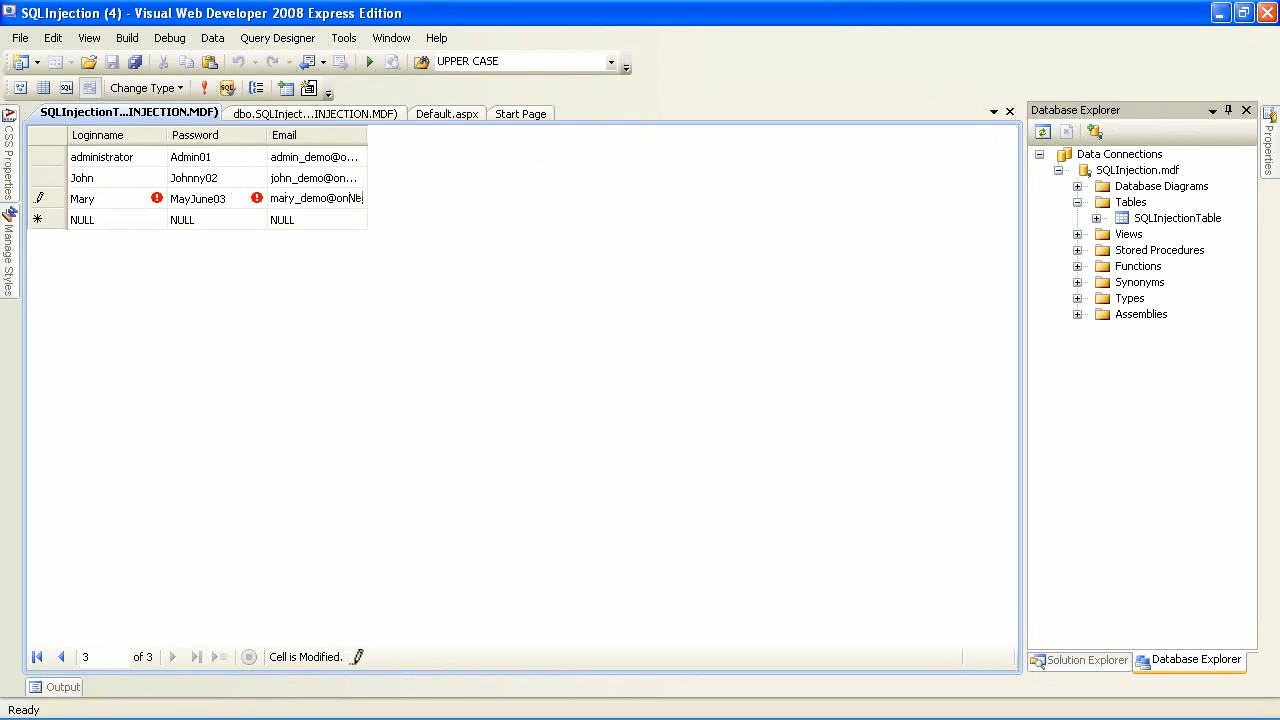 SQLInjection (4) - Visual Web Developer 2008 Express Edition
File Edit View Build Debug Data Query Designer Tools Window Help
UPPER CASE
Change Type
SQL
SQLInjectionT...INJECTION.MDF) dbo.SQLInject...INJECTION.MDF) Default.aspx Start Page
Loginname Password Email
administrator Admin01 admin_demo@o...
John Johnny02 john_demo@on...
Mary MayJune03 mary_demo@onNE
NULL NULL NULL
3 of 3 Cell is Modified.
Output
Ready
CSS Properties
Manage Styles
Database Explorer
Data Connections
SQLInjection.mdf
Database Diagrams
Tables
SQLInjectionTable
Views
Stored Procedures
Functions
Synonyms
Types
Assemblies
Solution Explorer Database Explorer
Properties